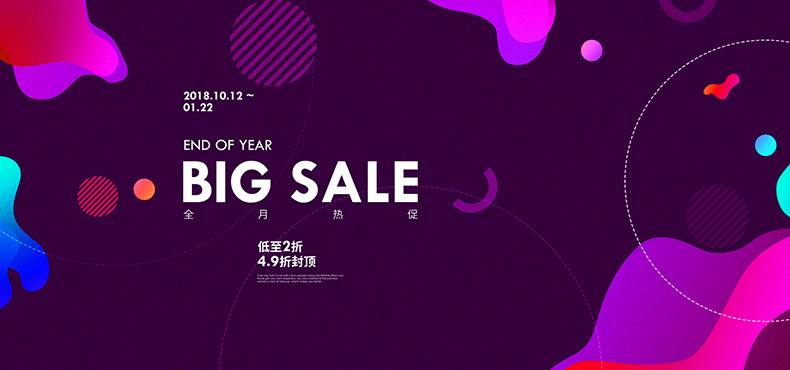 2018.10.12 ~
01.22
END OF YEAR
BIG SALE
全月热促
低至2折
4.9折封顶